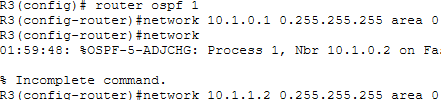 R3(config)# router ospf 1
R3(config-router)#network 10.1.0.1 0.255.255.255 area 0
R3(config-router)#network
01:59:48: %OSPF-5-ADJCHG: Process 1, Nbr 10.1.0.2 on Fa
% Incomplete command.
R3(config-router)#network 10.1.1.2 0.255.255.255 area 0